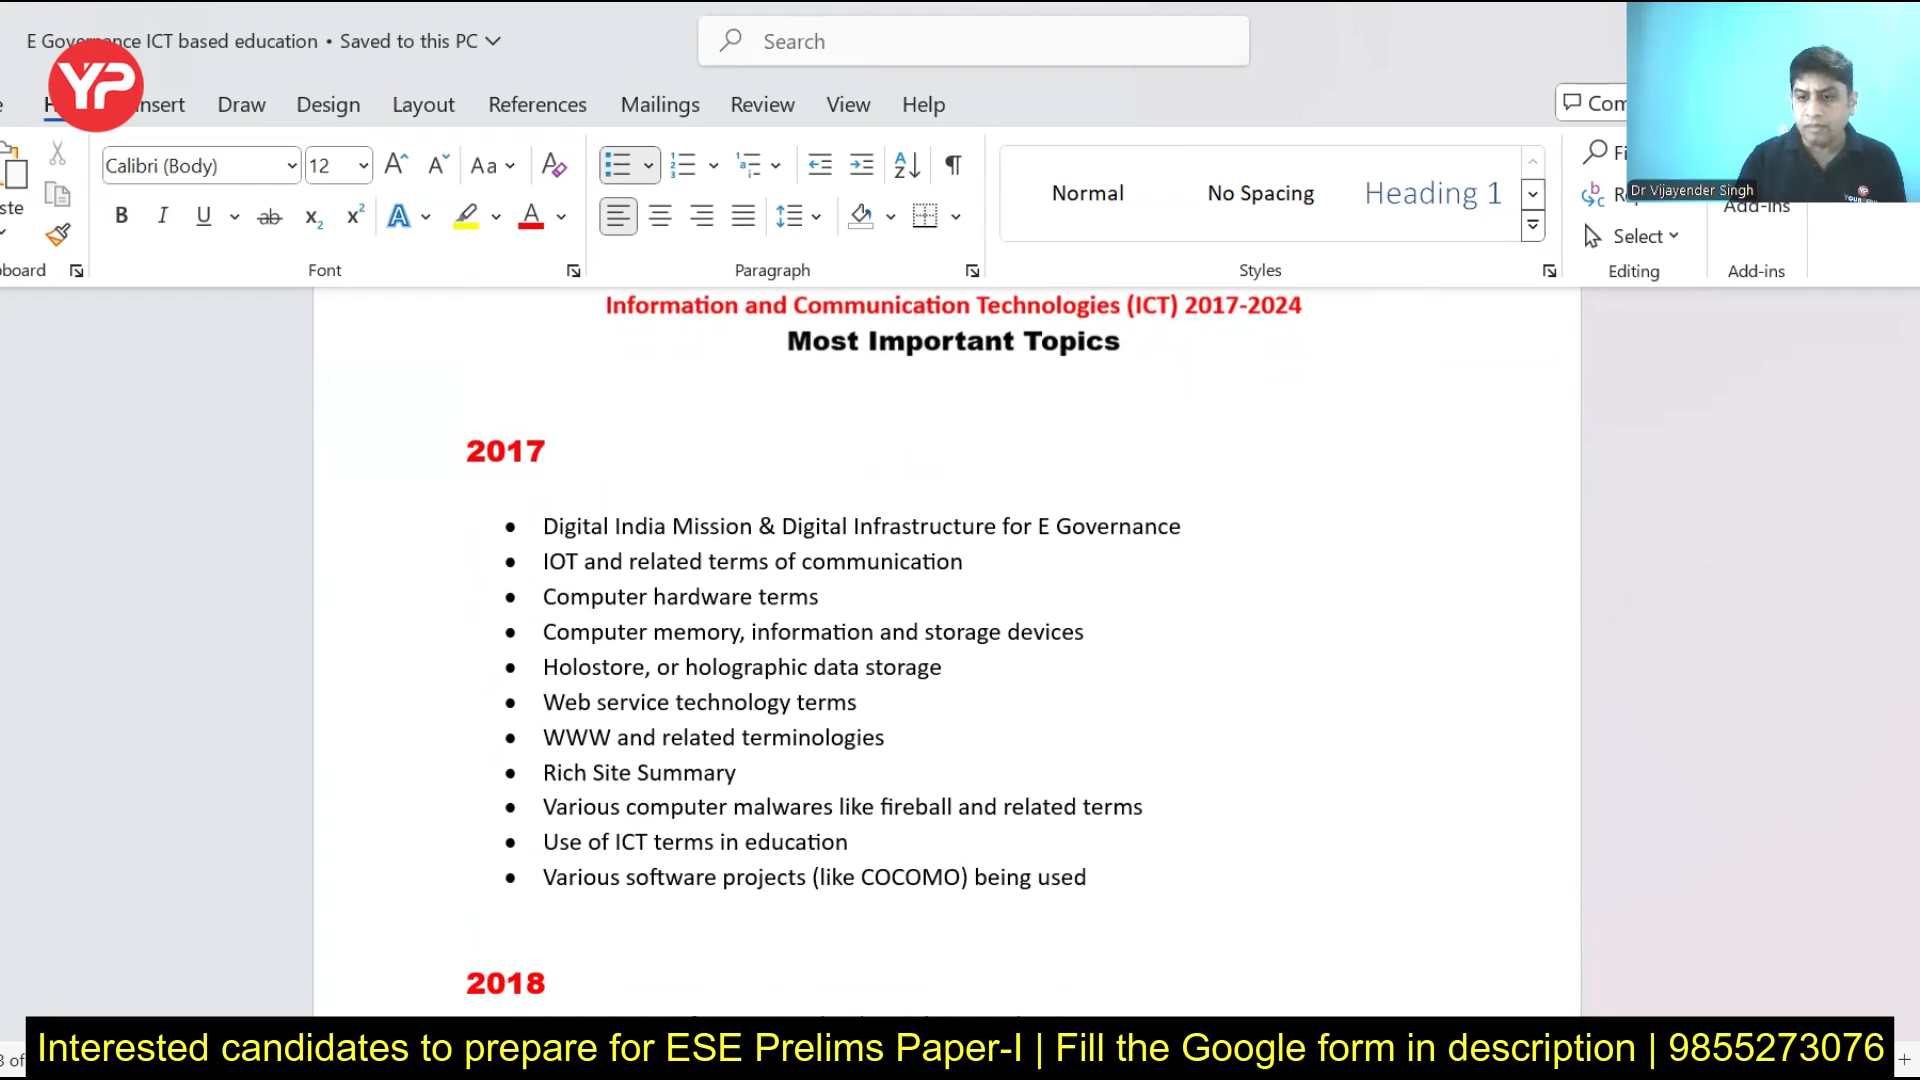 E Governance ICT based education • Saved to this PC
Search
YP
Insert Draw Design Layout References Mailings Review View Help
Calibri (Body) 12
Aa
Normal No Spacing Heading 1
Dr Vijayender Singh
Add-ins
Select
Font Paragraph Styles Editing Add-ins
Information and Communication Technologies (ICT) 2017-2024
Most Important Topics
2017
• Digital India Mission & Digital Infrastructure for E Governance
• IOT and related terms of communication
• Computer hardware terms
• Computer memory, information and storage devices
• Holostore, or holographic data storage
• Web service technology terms
• WWW and related terminologies
• Rich Site Summary
• Various computer malwares like fireball and related terms
• Use of ICT terms in education
• Various software projects (like COCOMO) being used
2018
Interested candidates to prepare for ESE Prelims Paper-I | Fill the Google form in description | 9855273076